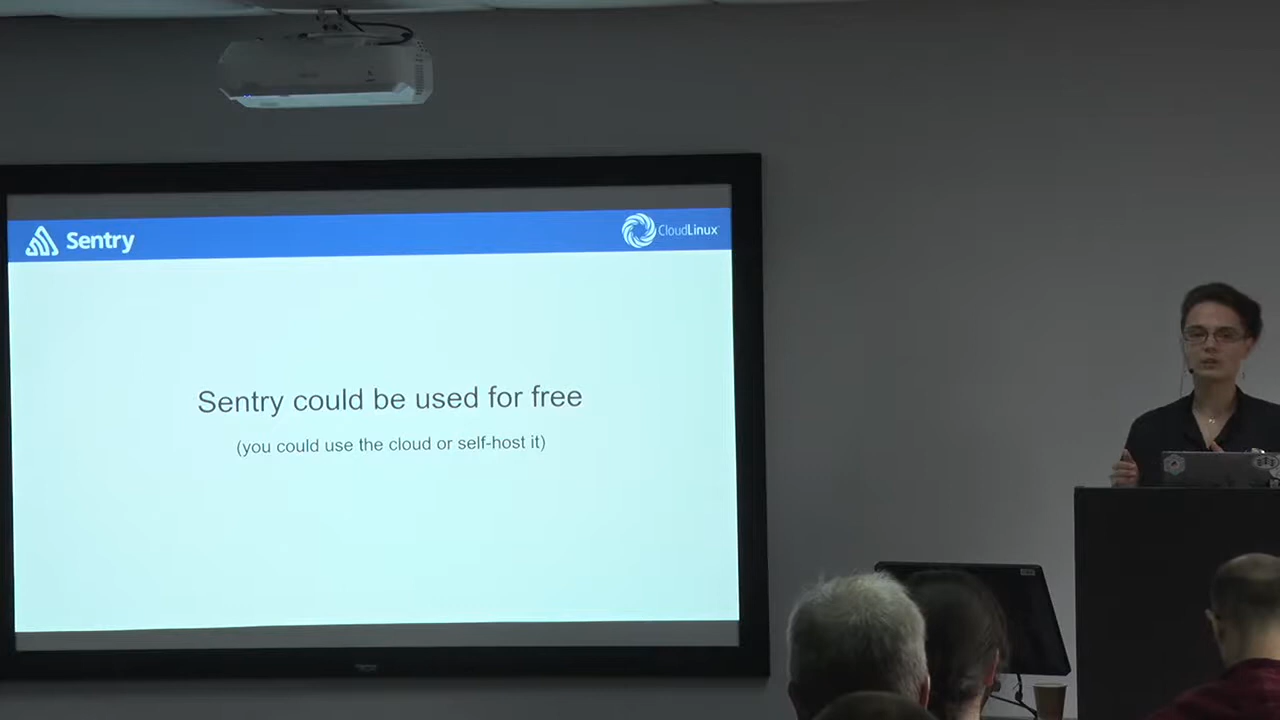 Sentry
CloudLinux
Sentry could be used for free
(you could use the cloud or self-host it)